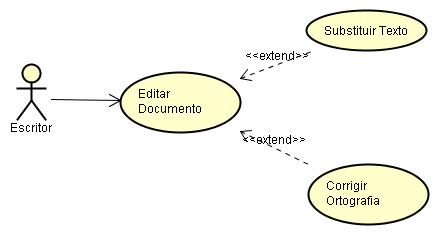 Substituir Texto
<<extend>>
Editar
Documento
Escritor
<<extend>>
Corrigir
Ortografia